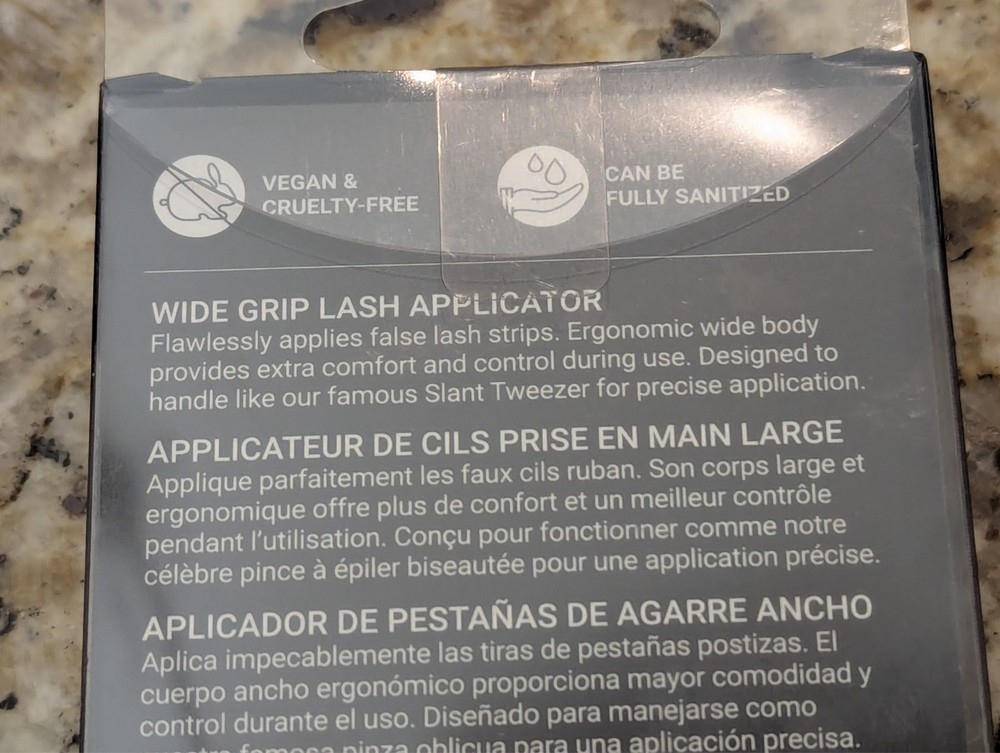 VEGAN &
CRUELTY-FREE
CAN BE
FULLY SANITIZED
WIDE GRIP LASH APPLICATOR
Flawlessly applies false lash strips. Ergonomic wide body
provides extra comfort and control during use. Designed to
handle like our famous Slant Tweezer for precise application.
APPLICATEUR DE CILS PRISE EN MAIN LARGE
Applique parfaitement les faux cils ruban. Son corps large et
ergonomique offre plus de confort et un meilleur contrôle
pendant l'utilisation. Conçu pour fonctionner comme notre
célèbre pince à épiler biseautée pour une application précise.
APLICADOR DE PESTAÑAS DE AGARRE ANCHO
Aplica impecablemente las tiras de pestañas postizas. El
cuerpo ancho ergonómico proporciona mayor comodidad y
control durante el uso. Diseñado para manejarse como
famosa pinza oblicua para una aplicación precisa.